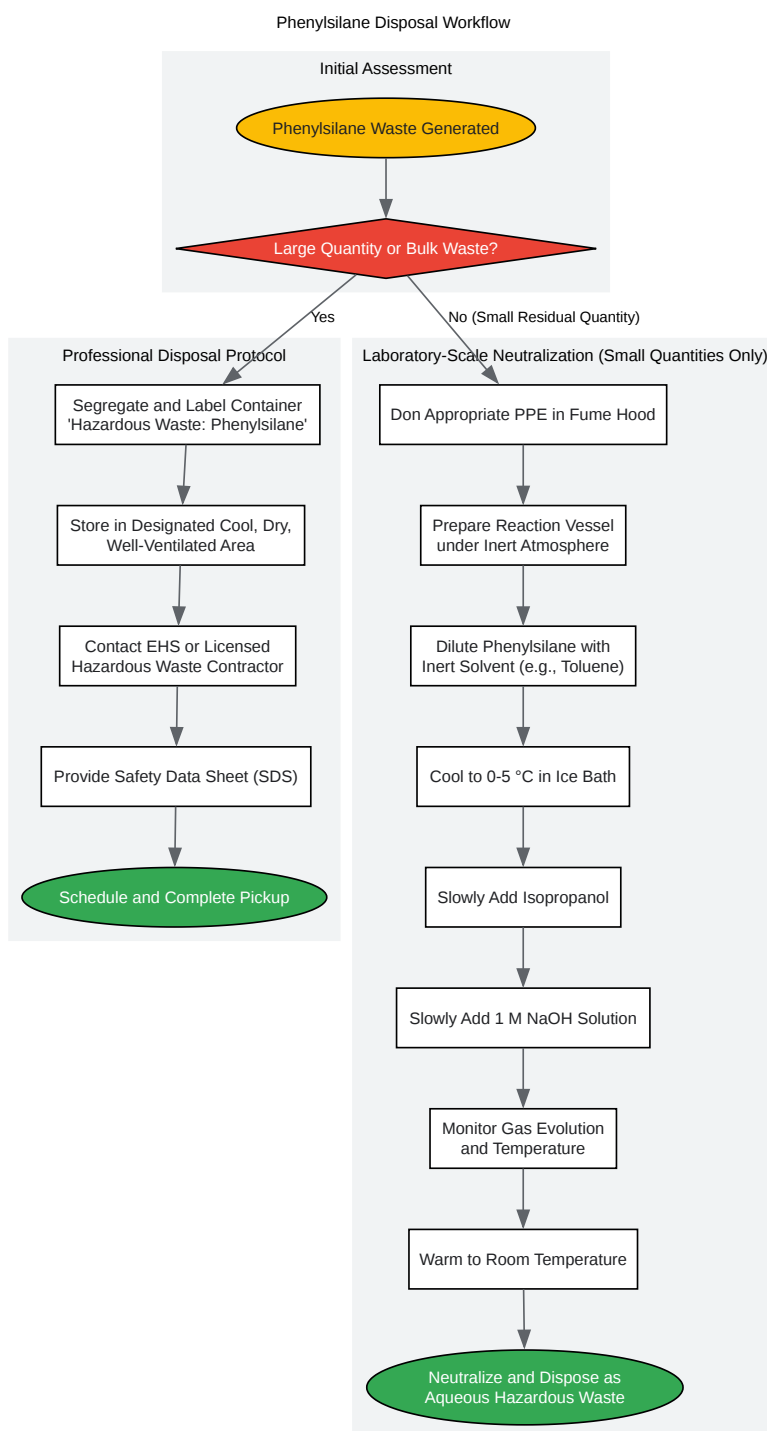 Phenylsilane Disposal Workflow
Initial Assessment
Phenylsilane Waste Generated
Large Quantity or Bulk Waste?
Yes
No (Small Residual Quantity)
Professional Disposal Protocol
Segregate and Label Container
'Hazardous Waste: Phenylsilane'
Store in Designated Cool, Dry,
Well-Ventilated Area
Contact EHS or Licensed
Hazardous Waste Contractor
Provide Safety Data Sheet (SDS)
Schedule and Complete Pickup
Laboratory-Scale Neutralization (Small Quantities Only)
Don Appropriate PPE in Fume Hood
Prepare Reaction Vessel
under Inert Atmosphere
Dilute Phenylsilane with
Inert Solvent (e.g., Toluene)
Cool to 0-5 °C in Ice Bath
Slowly Add Isopropanol
Slowly Add 1 M NaOH Solution
Monitor Gas Evolution
and Temperature
Warm to Room Temperature
Neutralize and Dispose as
Aqueous Hazardous Waste